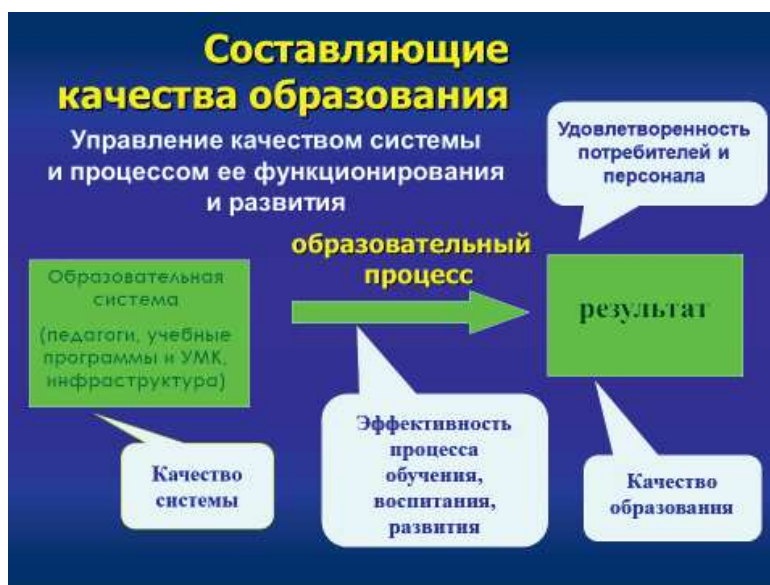 Составляющие
качества образования
Управление качеством системы
и процессом ее функционирования
и развития
Удовлетворенность
потребителей и
персонала
образовательный
процесс
Образовательная
система
(педагоги, учебные
программы и УМК,
инфраструктура)
результат
Качество
системы
Эффективность
процесса
обучения,
воспитания,
развития
Качество
образования